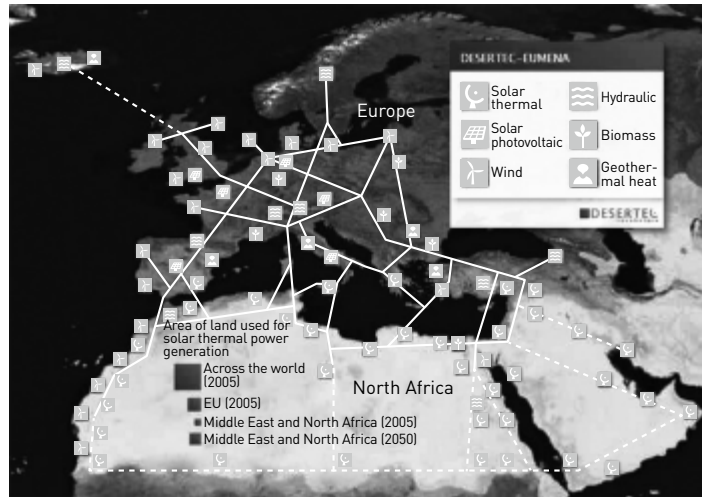 DESERTEC-EUMENA
Solar
thermal
Hydraulic
Solar
photovoltaic
Biomass
Wind
Geother-
mal heat
DESERTEC
Europe
Area of land used for
solar thermal power
generation
Across the world
(2005)
EU (2005)
Middle East and North Africa (2005)
Middle East and North Africa (2050)
North Africa